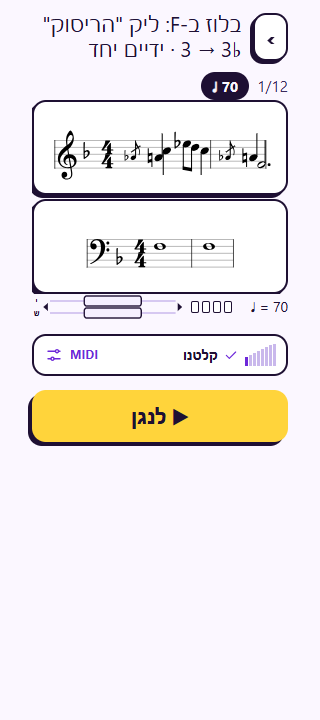 בלוז ב-F: ליק "הריסוק"
♭3 → 3 · ידיים יחד
♩ 70 1/12
י
ש
♩ = 70
MIDI קלטנו ✓
▶ לנגן